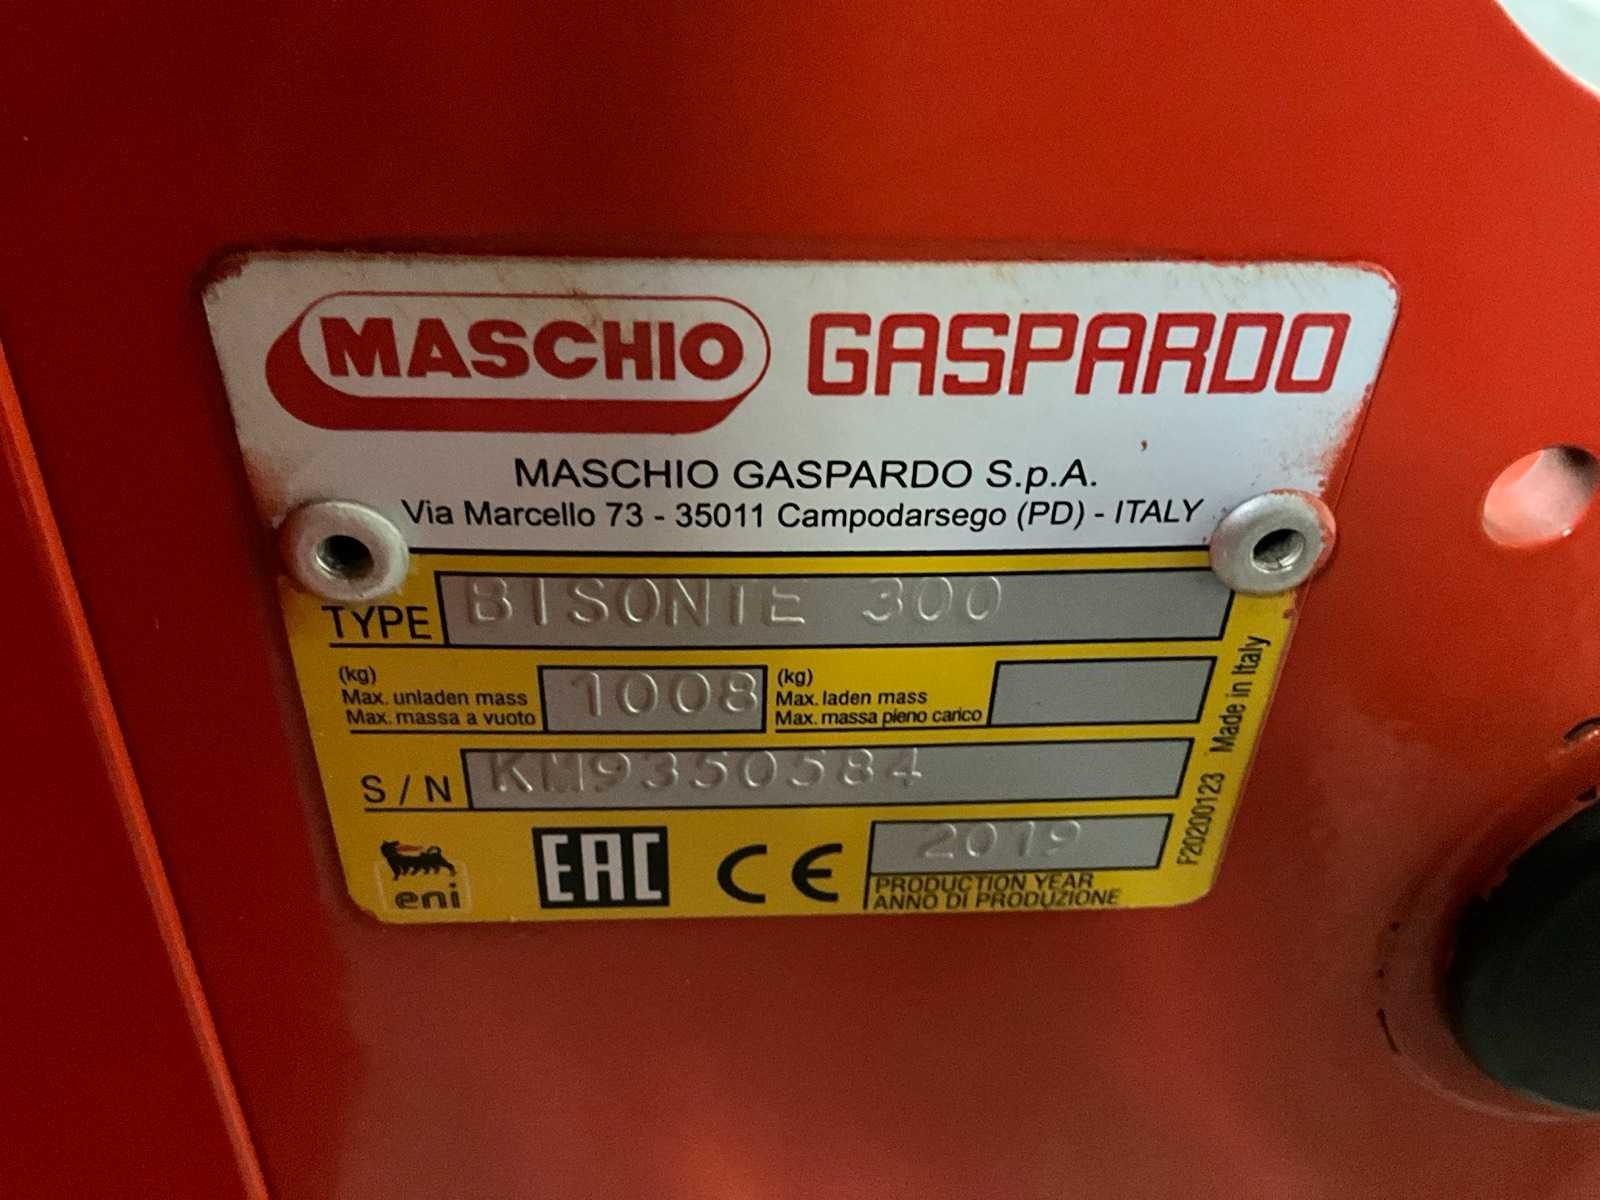 MASCHIO GASPARDO
MASCHIO GASPARDO S.p.A.
Via Marcello 73 - 35011 Campodarsego (PD) - ITALY
TYPE BISONTE 300
(kg)
Max. unladen mass
Max. massa a vuoto
1008
(kg)
Max. laden mass
Max. massa pieno carico
S / N KM9350584
eni
EAC
CE
2019
PRODUCTION YEAR
ANNO DI PRODUZIONE
F20200123 Made in Italy